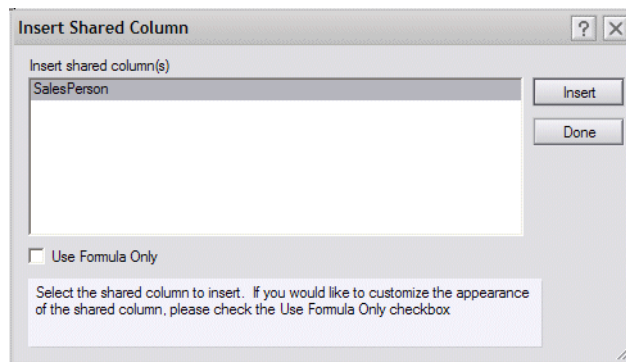 Insert Shared Column
?
Insert shared column(s)
SalesPerson
Insert
Done
Use Formula Only
Select the shared column to insert.  If you would like to customize the appearance
of the shared column, please check the Use Formula Only checkbox